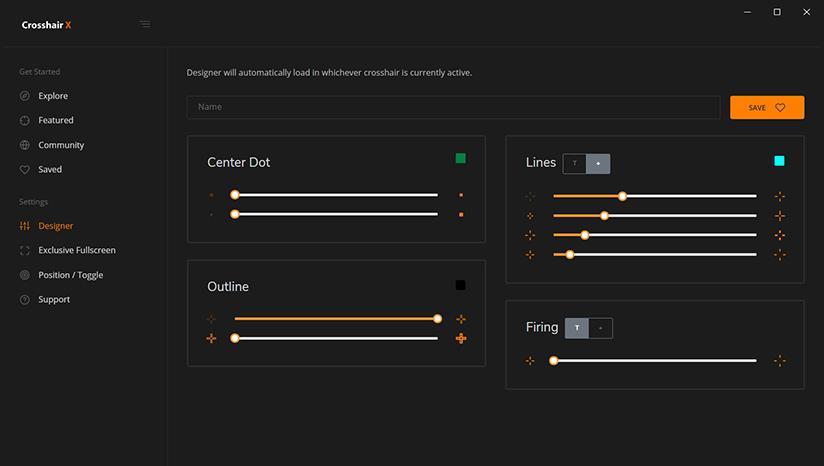 Crosshair X
Get Started
Explore
Featured
Community
Saved
Settings
Designer
Exclusive Fullscreen
Position / Toggle
Support
Designer will automatically load in whichever crosshair is currently active.
Name
SAVE
Center Dot
Outline
Lines T +
Firing T +